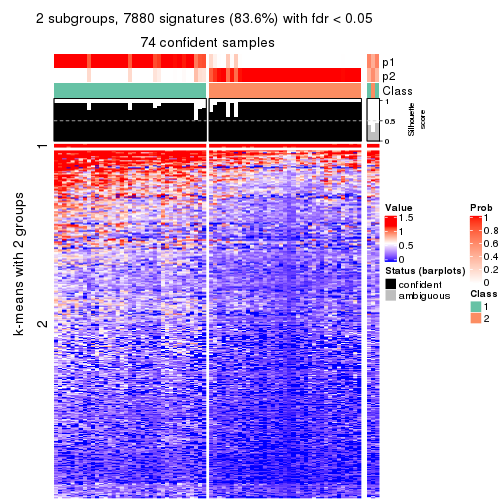 2 subgroups, 7880 signatures (83.6%) with fdr < 0.05
74 confident samples
p1
p2
Class
1
0.5
0
Silhouette
score
k-means with 2 groups
1
2
Value
1.5
1
0.5
0
Status (barplots)
confident
ambiguous
Prob
1
0.8
0.6
0.4
0.2
0
Class
1
2